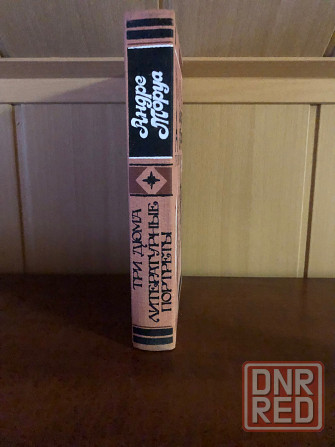 Андре
Моруа
ТРИ ДЮМА
ЛИТЕРАТУРНЫЕ
ПОРТРЕТЫ
DNR
RED